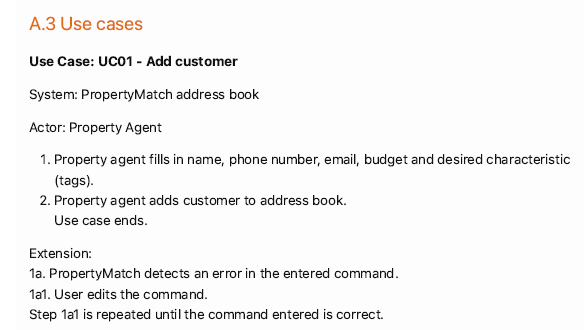 A.3 Use cases
Use Case: UC01 - Add customer
System: PropertyMatch address book
Actor: Property Agent
1. Property agent fills in name, phone number, email, budget and desired characteristic
(tags).
2. Property agent adds customer to address book.
Use case ends.
Extension:
1a. PropertyMatch detects an error in the entered command.
1a1. User edits the command.
Step 1a1 is repeated until the command entered is correct.